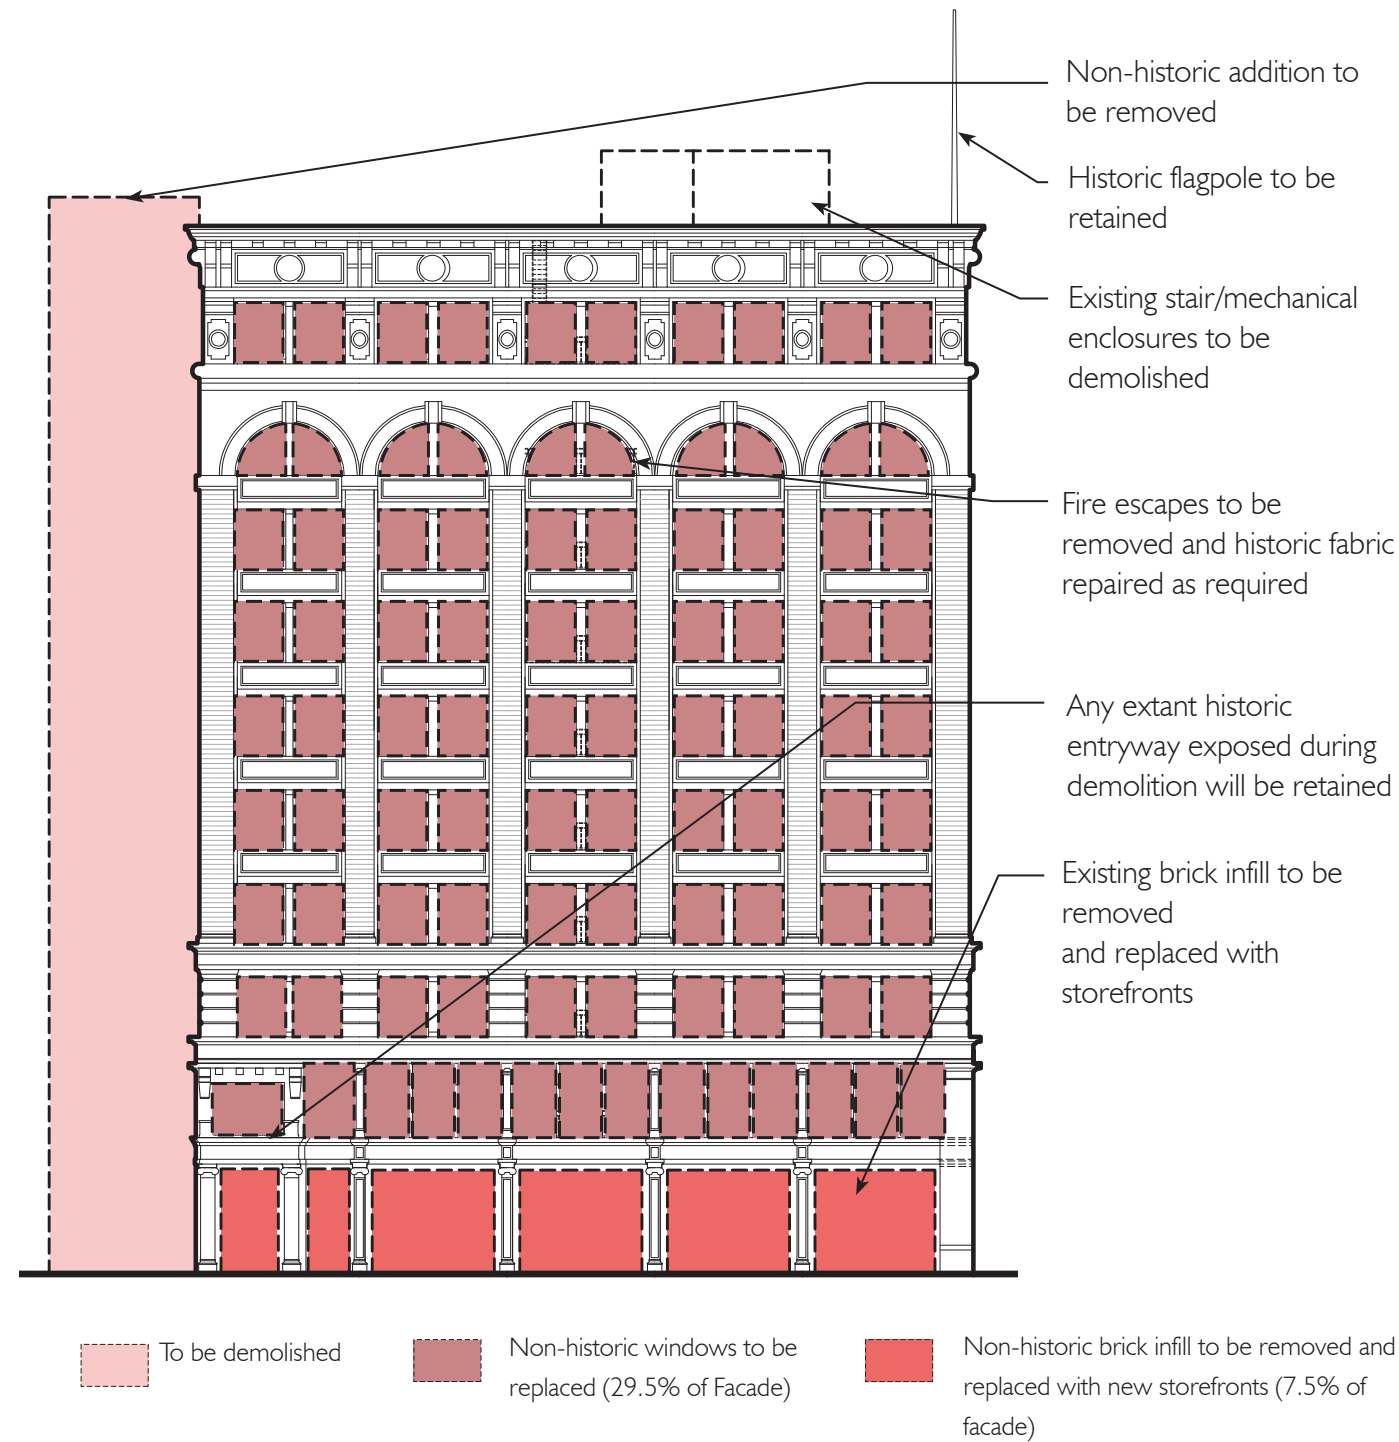 Non-historic addition to
be removed
Historic flagpole to be
retained
Existing stair/mechanical
enclosures to be
demolished
Fire escapes to be
removed and historic fabric
repaired as required
Any extant historic
entryway exposed during
demolition will be retained
Existing brick infill to be
removed
and replaced with
storefronts
To be demolished
Non-historic windows to be
replaced (29.5% of Facade)
Non-historic brick infill to be removed and
replaced with new storefronts (7.5% of
facade)